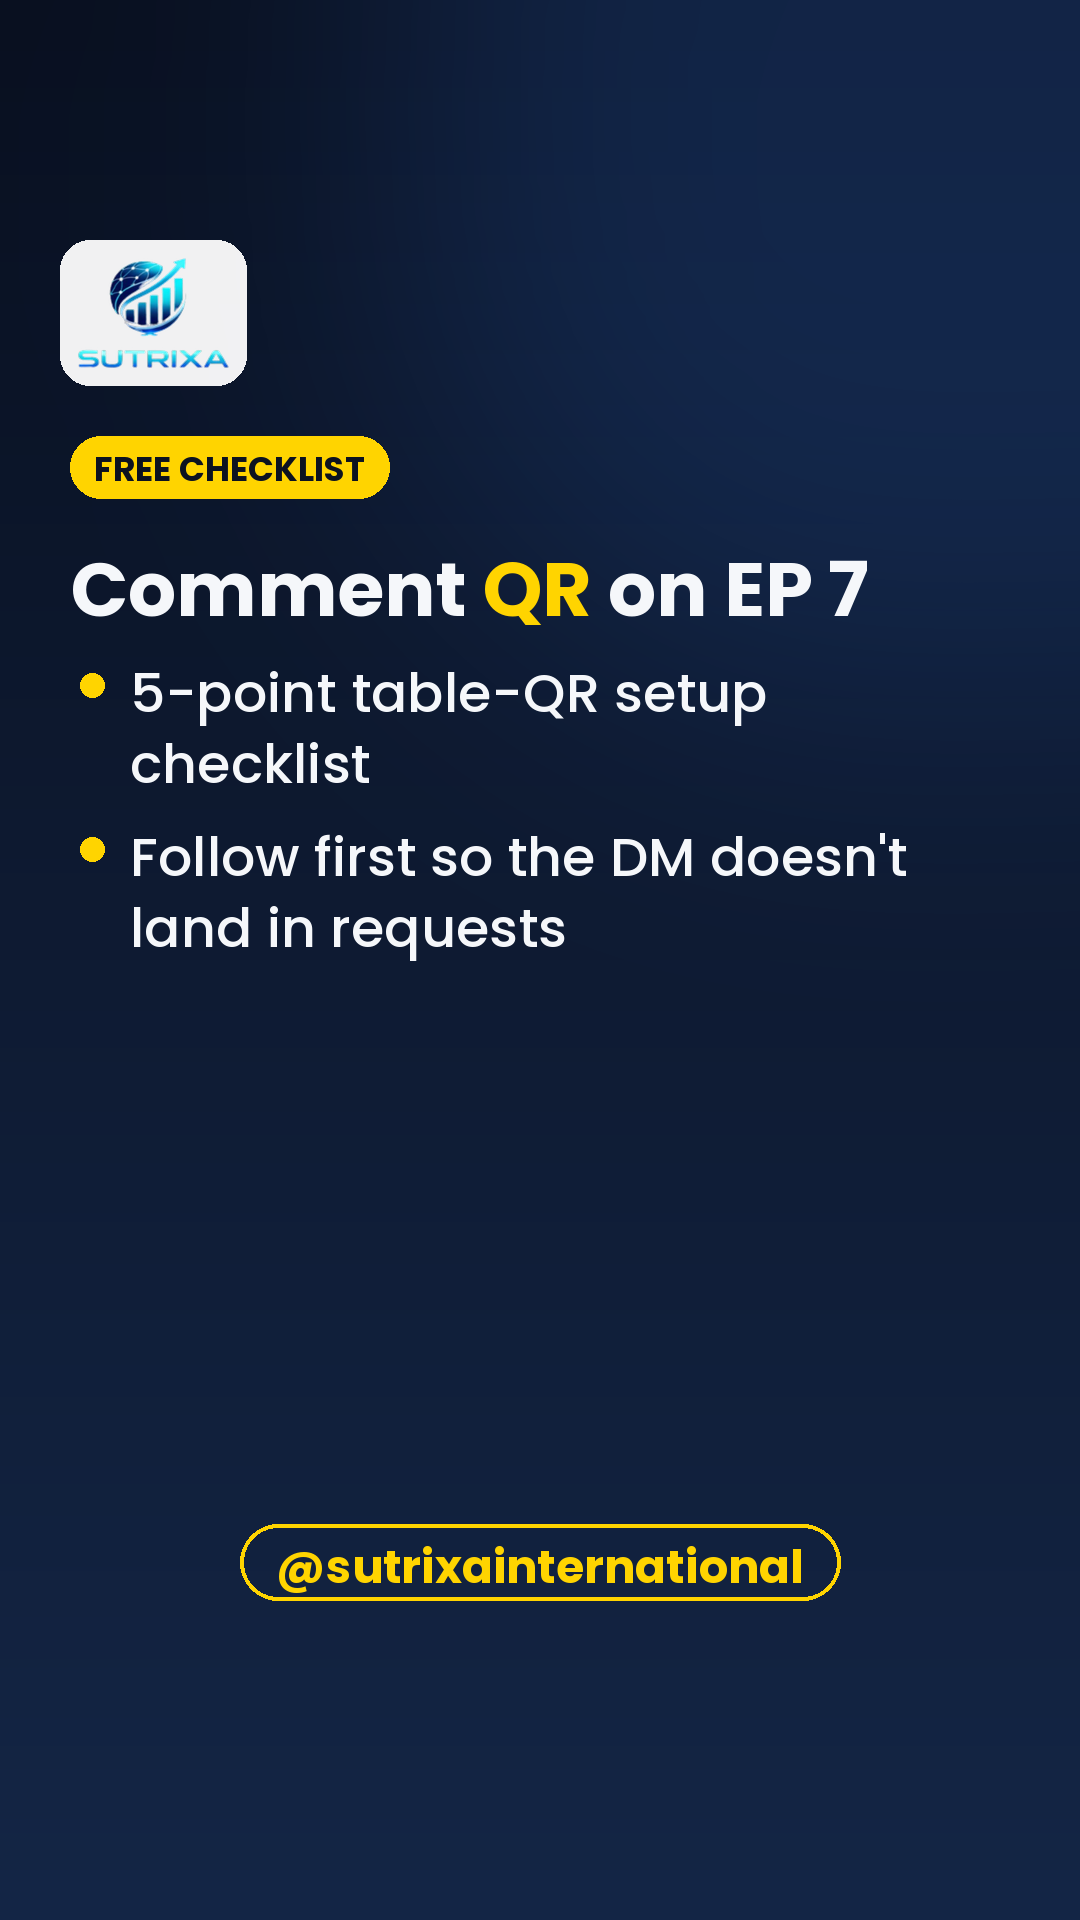 SUTRIXA
FREE CHECKLIST
Comment QR on EP 7
5-point table-QR setup
checklist
Follow first so the DM doesn't
land in requests
@sutrixainternational